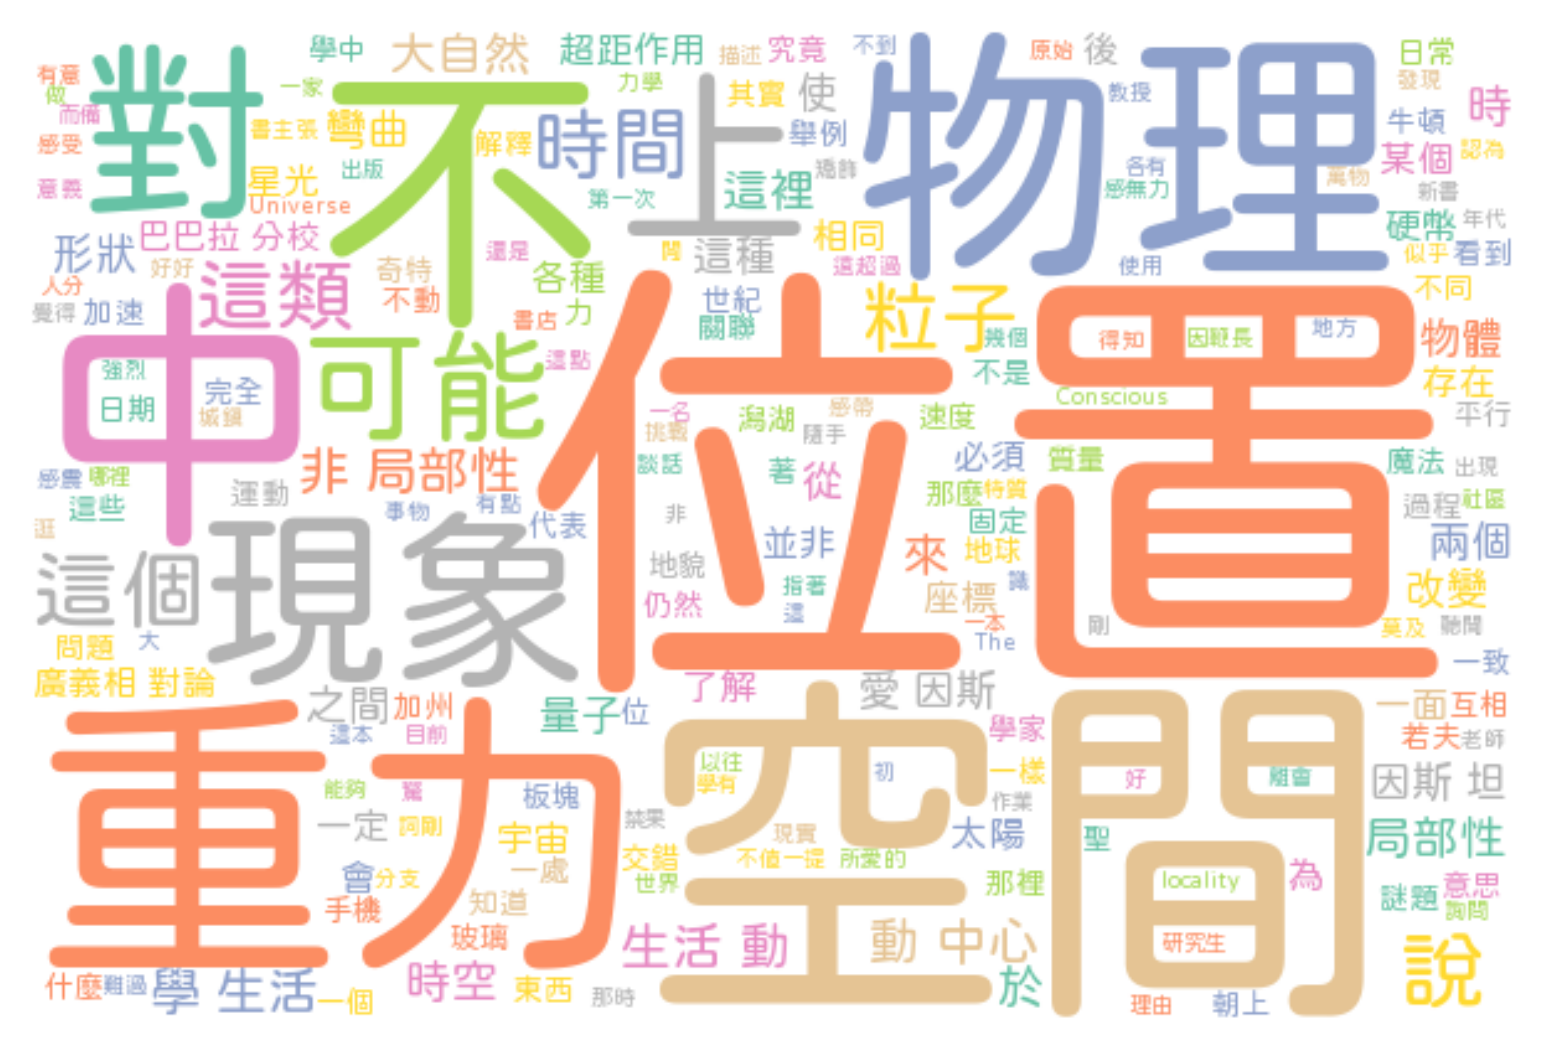 有意
做
而備
感受
意義
對
學中
一家
書主張
彎曲
出版
星光
Universe
大自然
不
解釋
超距作用
力學
時間
第一次
描述
究竟
其實
使
上
舉例
這裡
矯飾
不到
物理
原始
後
教授
各有
感無力
萬物
日常
發現
時
牛頓
某個
認為
新書
硬幣
年代
似乎
看到
形狀
巴巴拉 分校
好好
人分
覺得
加速
這類
奇特
不動
還是
各種
書店
力
鬧
這種
相同
遠超過
世紀
關聯
使用
不同
粒子
幾個
不是
位置
得知
因斯長
地方
物體
存在
平行
中
強烈
日期
完全
城鎮
可能
這點
Conscious
一名
挑戰
談話
潟湖
感帶
隨手
速度
非 局部性
感震
哪裡
這些
運動
事物
有點
代表
著
從
必須
質量
那麼
特質
固定
魔法
出現
過程
社區
兩個
逛
這個
現象
非
並非
地貌
指著
仍然
這
來
地球
座標
識
一本
The
剛
改變
莫及
聽聞
一致
問題
大
廣義相 對論
之間
加州
這本
目前
量子
位
了解
愛 因斯
學家
一面
互相
若夫
老師
重力
能夠
驚
板塊
一定
詞剛
宇宙
一處
會
分支
知道
手機
玻璃
禁果
交錯
世界
空間
以往
學有
初
現實
不值一提
所愛的
一樣
作業
太陽
那裡
好
離會
聖
locality
為
研究生
因斯 坦
局部性
謎題
意思
詢問
說
什麼
難過
學 生活
一個
時空
東西
那時
生活 動
動 中心
於
理由
朝上